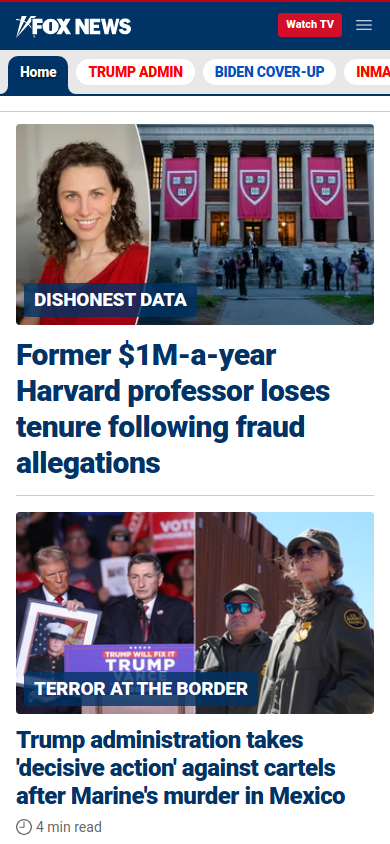 FOX NEWS
Watch TV
Home
TRUMP ADMIN
BIDEN COVER-UP
INMA
DISHONEST DATA
Former $1M-a-year
Harvard professor loses
tenure following fraud
allegations
VOTE
TRUMP WILL FIX IT
TRUMP
VANCE
TERROR AT THE BORDER
Trump administration takes
'decisive action' against cartels
after Marine's murder in Mexico
4 min read